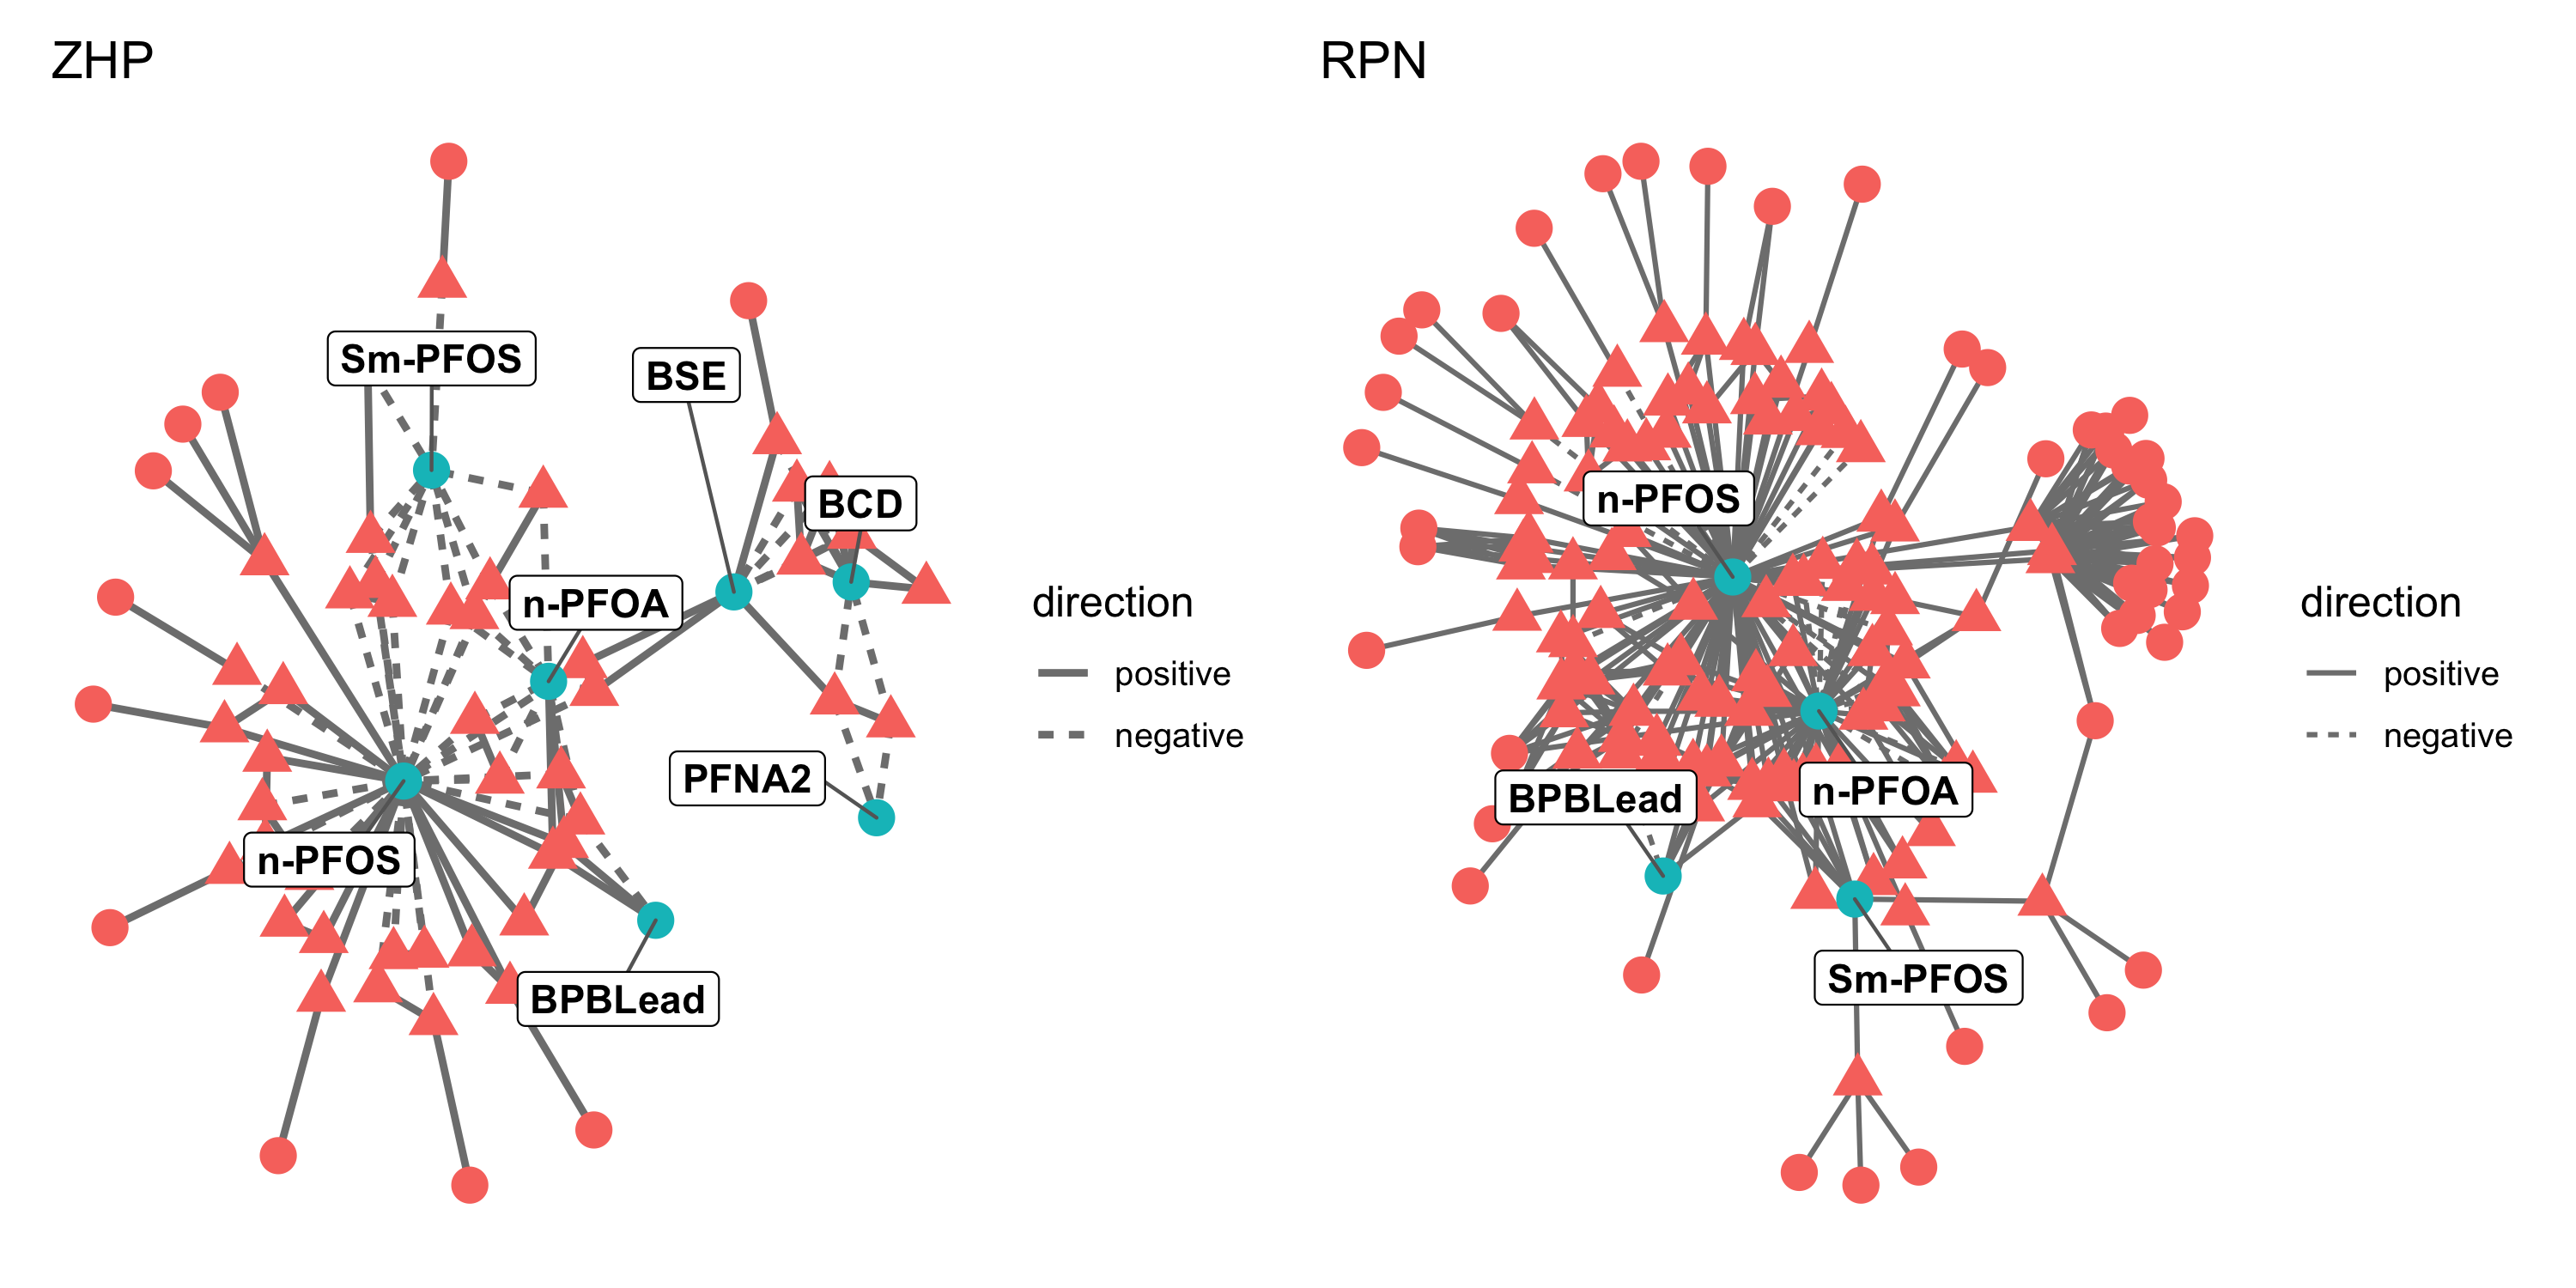 ZHP
Sm-PFOS
BSE
BCD
n-PFOA
PFNA2
n-PFOS
BPBLead
direction
positive
negative
RPN
n-PFOS
BPBLead
n-PFOA
Sm-PFOS
direction
positive
negative